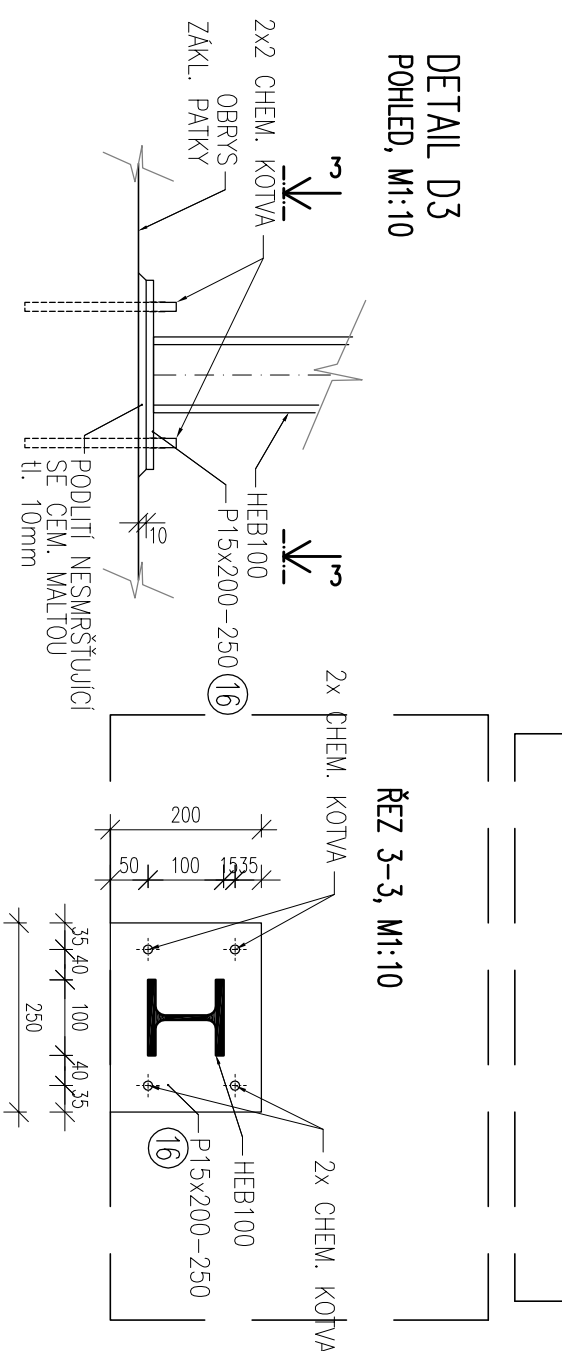 DETAIL D3
POHLED, M1:10
3
3
2x2 CHEM. KOTVA
OBRYS
ZÁKL. PATKY
HEB100
P15x200-250
16
10
PODLITÍ NESMRŠŤUJÍCÍ
SE CEM. MALTOU
tl. 10mm
ŘEZ 3-3, M1:10
2x CHEM. KOTVA
2x CHEM. KOTVA
200
50
100
15
35
35
40
100
40
35
250
HEB100
P15x200-250
16